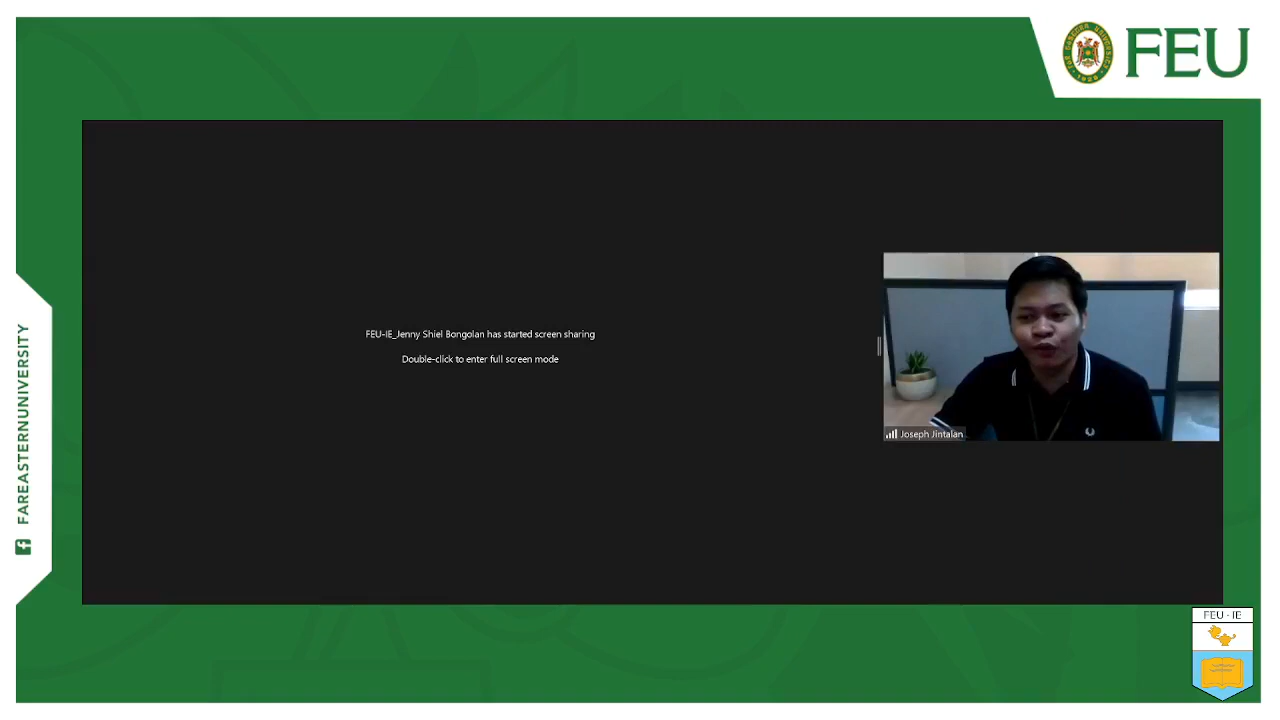 FEU
FEU-IE_Jenny Shiel Bongolan has started screen sharing
Double-click to enter full screen mode
Joseph Jintalan
FAREASTERNUNIVERSITY
FEU - IE